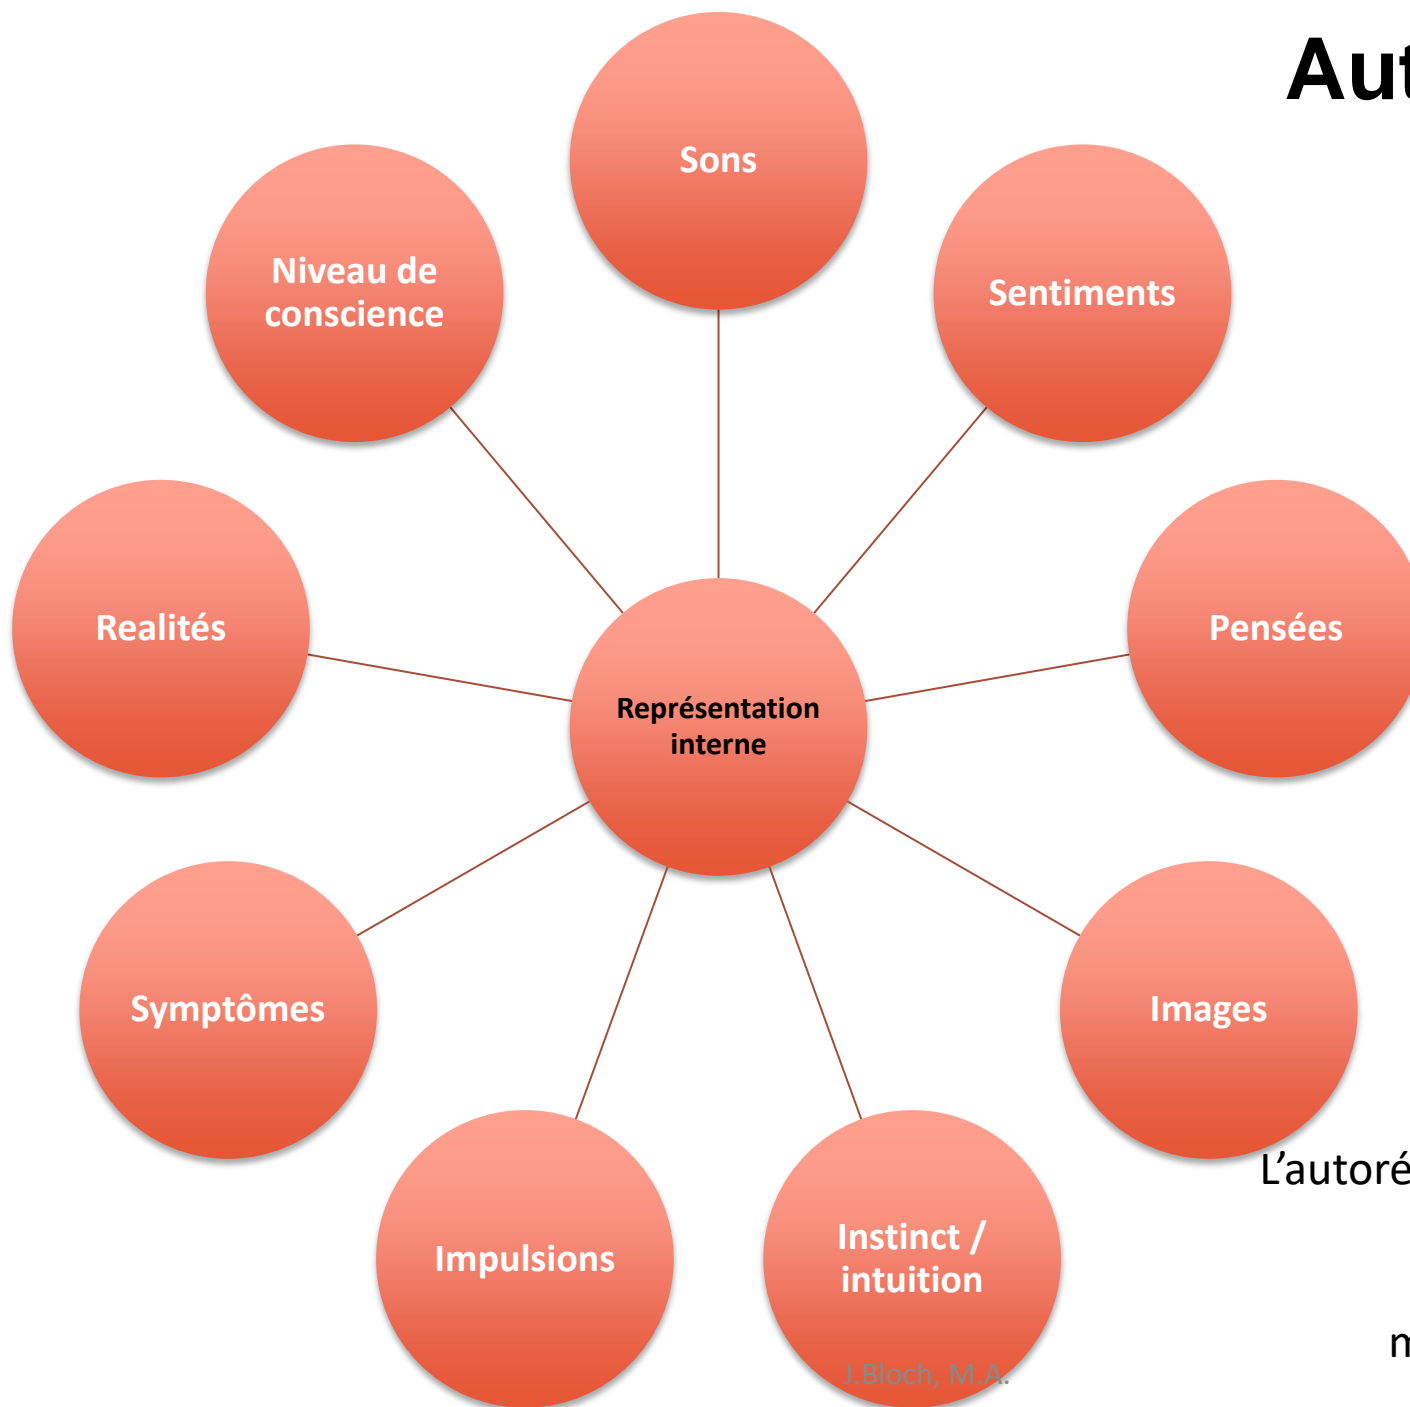 Aut
Sons
Niveau de
conscience
Sentiments
Realités
Pensées
Représentation
interne
Symptômes
Images
L’autoré
Impulsions
Instinct /
intuition
m
J.Bloch, M.A.